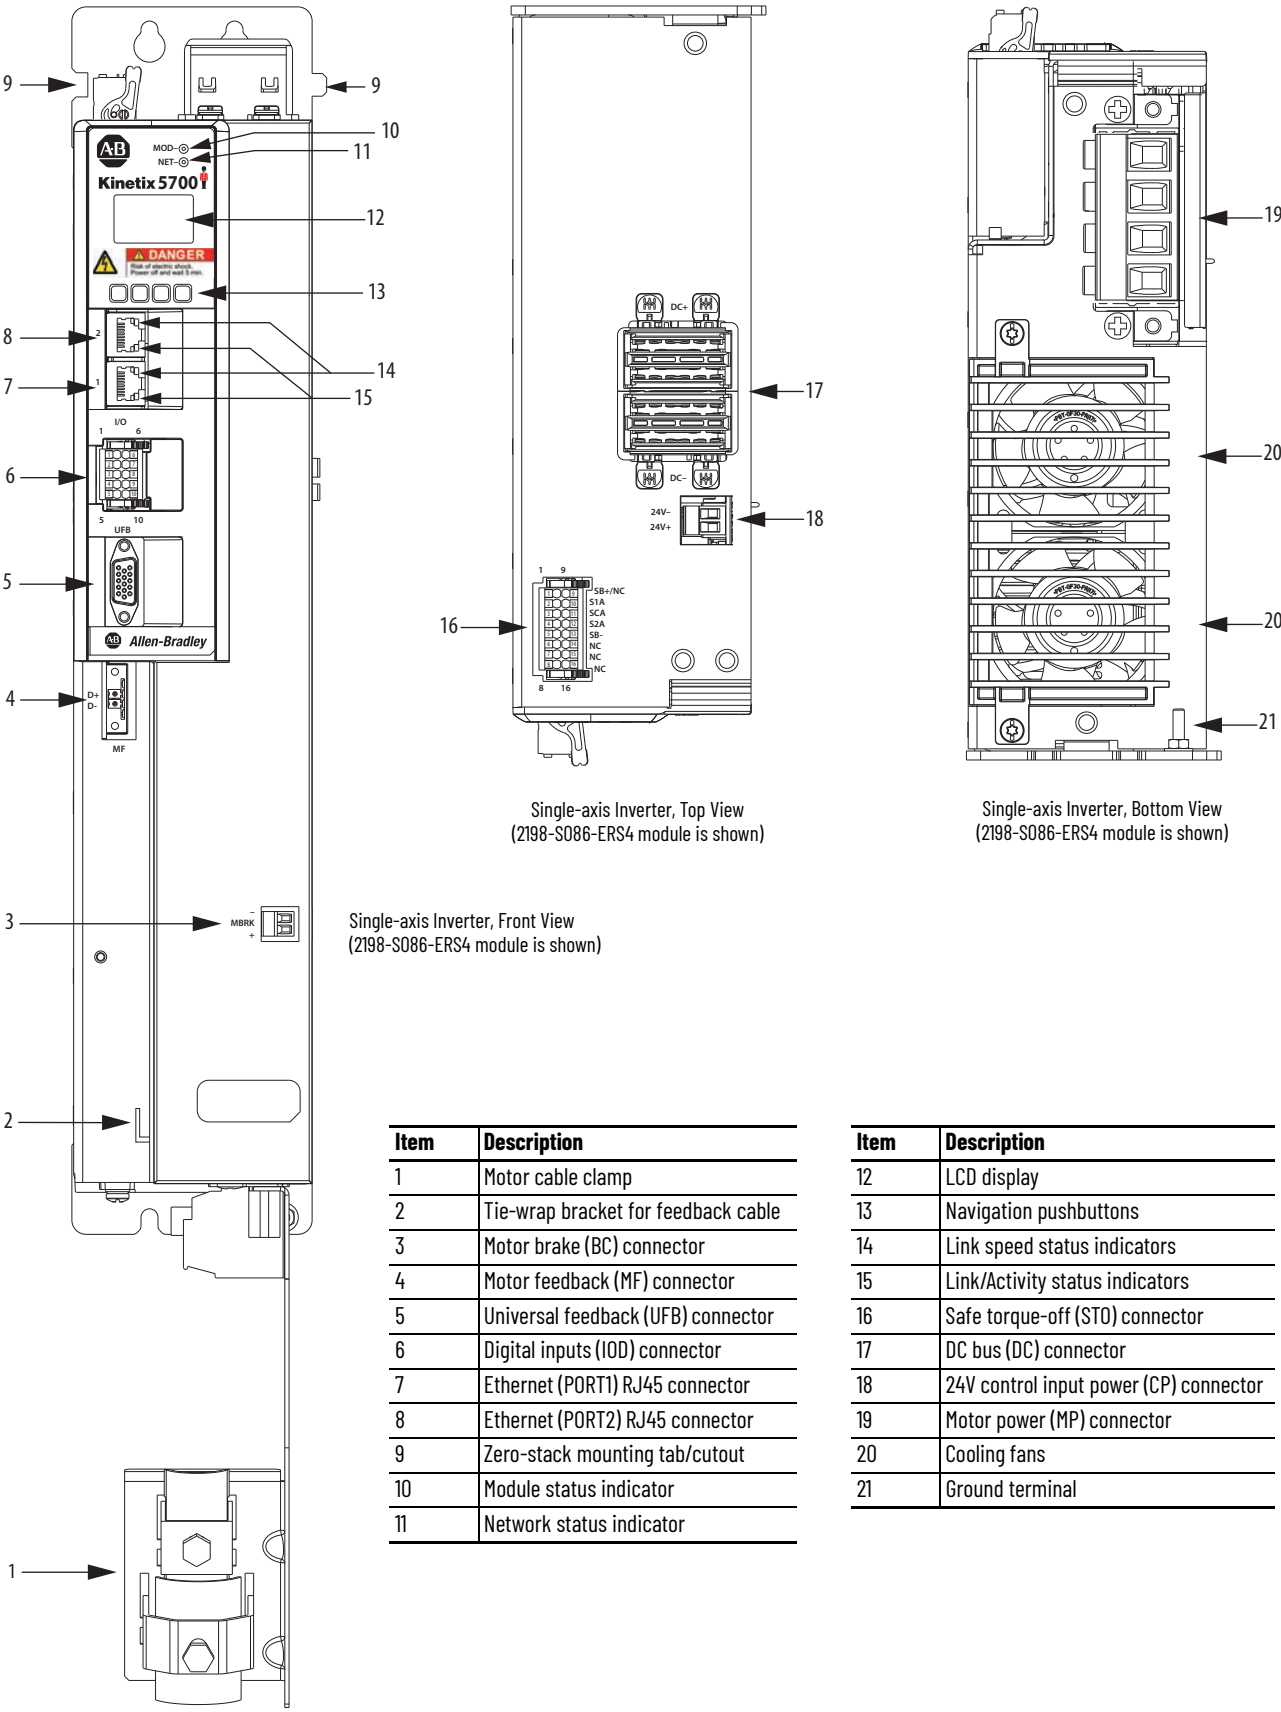 9
9
10
11
12
13
14
15
8
7
6
5
4
3
2
1
A-B
MOD
NET
Kinetix 5700
DANGER
Risk of electric shock.
Power off and wait 5 min.
2
1
I/O
1 6
5 10
UFB
A-B Allen-Bradley
D+
D-
MF
–
MBRK
+
Single-axis Inverter, Front View
(2198-S086-ERS4 module is shown)
DC+
17
DC–
24V–
24V+
18
16
1 9
SB+/NC
S1A
SCA
S2A
SB-
NC
NC
NC
8 16
Single-axis Inverter, Top View
(2198-S086-ERS4 module is shown)
19
20
20
21
Single-axis Inverter, Bottom View
(2198-S086-ERS4 module is shown)
Item Description
1 Motor cable clamp
2 Tie-wrap bracket for feedback cable
3 Motor brake (BC) connector
4 Motor feedback (MF) connector
5 Universal feedback (UFB) connector
6 Digital inputs (IOD) connector
7 Ethernet (PORT1) RJ45 connector
8 Ethernet (PORT2) RJ45 connector
9 Zero-stack mounting tab/cutout
10 Module status indicator
11 Network status indicator
Item Description
12 LCD display
13 Navigation pushbuttons
14 Link speed status indicators
15 Link/Activity status indicators
16 Safe torque-off (STO) connector
17 DC bus (DC) connector
18 24V control input power (CP) connector
19 Motor power (MP) connector
20 Cooling fans
21 Ground terminal